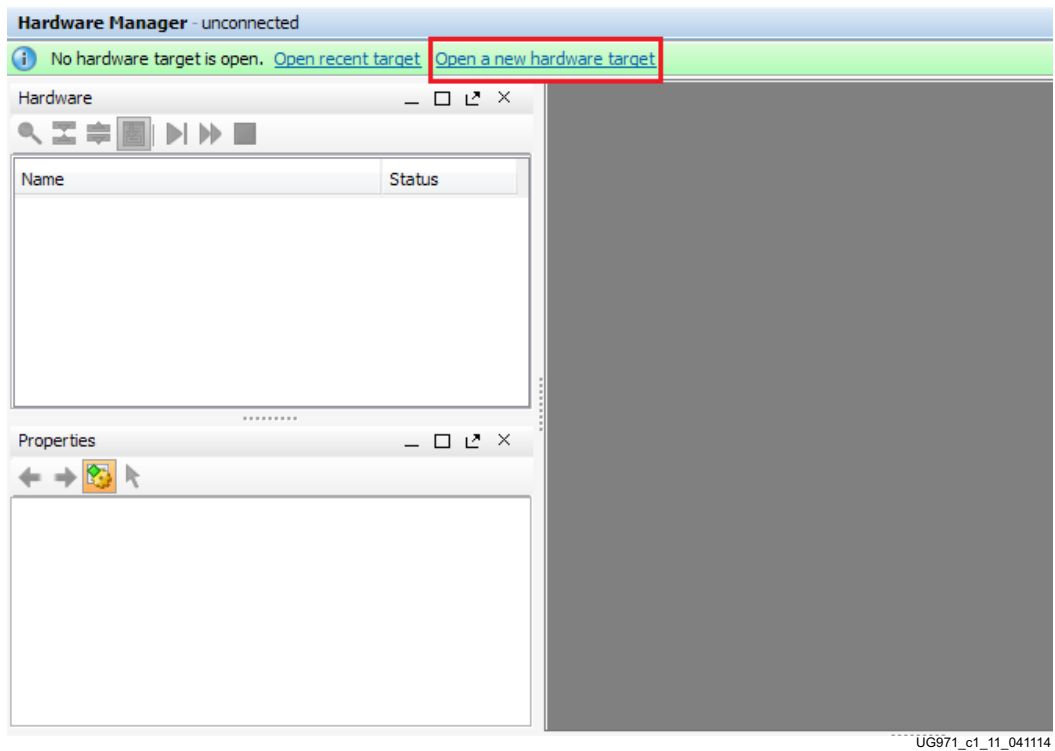 Hardware Manager - unconnected
No hardware target is open. Open recent target Open a new hardware target
Hardware
Name Status
Properties
UG971_c1_11_041114